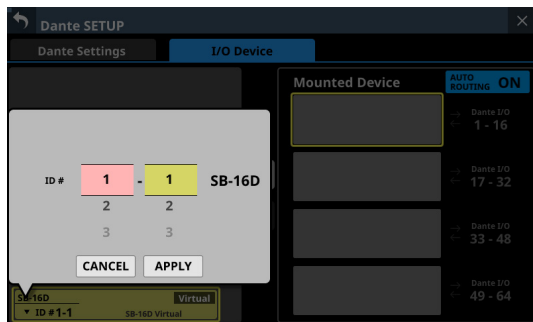 Dante SETUP
Dante Settings
I/O Device
Mounted Device
AUTO ROUTING ON
Dante I/O
1 - 16
Dante I/O
17 - 32
Dante I/O
33 - 48
Dante I/O
49 - 64
ID # 1 - 1 SB-16D
2 2
3 3
CANCEL APPLY
SB-16D Virtual
▼ ID #1-1 SB-16D Virtual